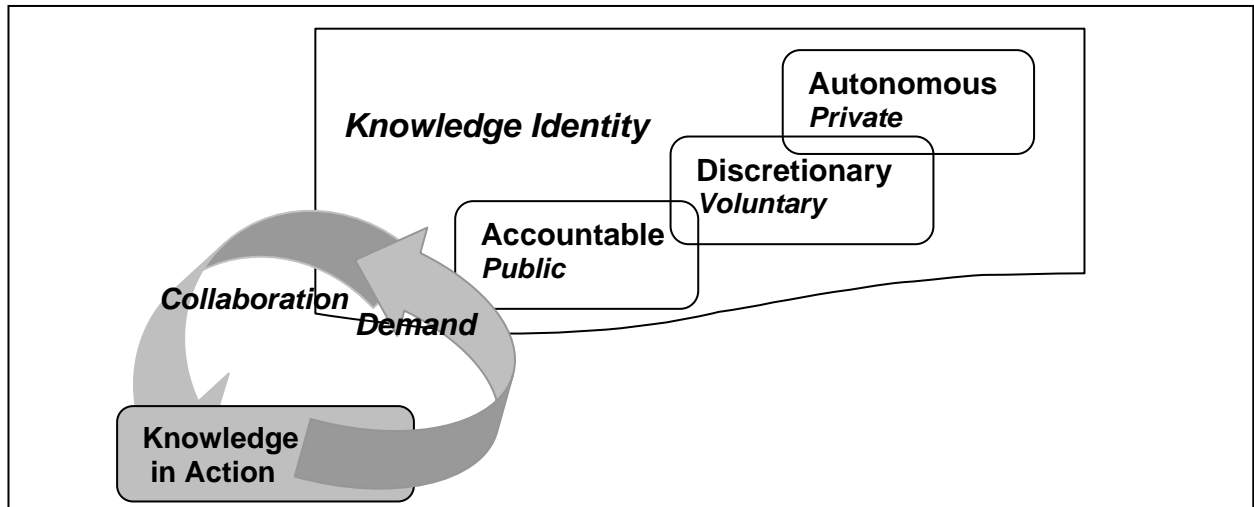 Autonomous
Private
Knowledge Identity
Discretionary
Voluntary
Accountable
Public
Collaboration
Demand
Knowledge
in Action